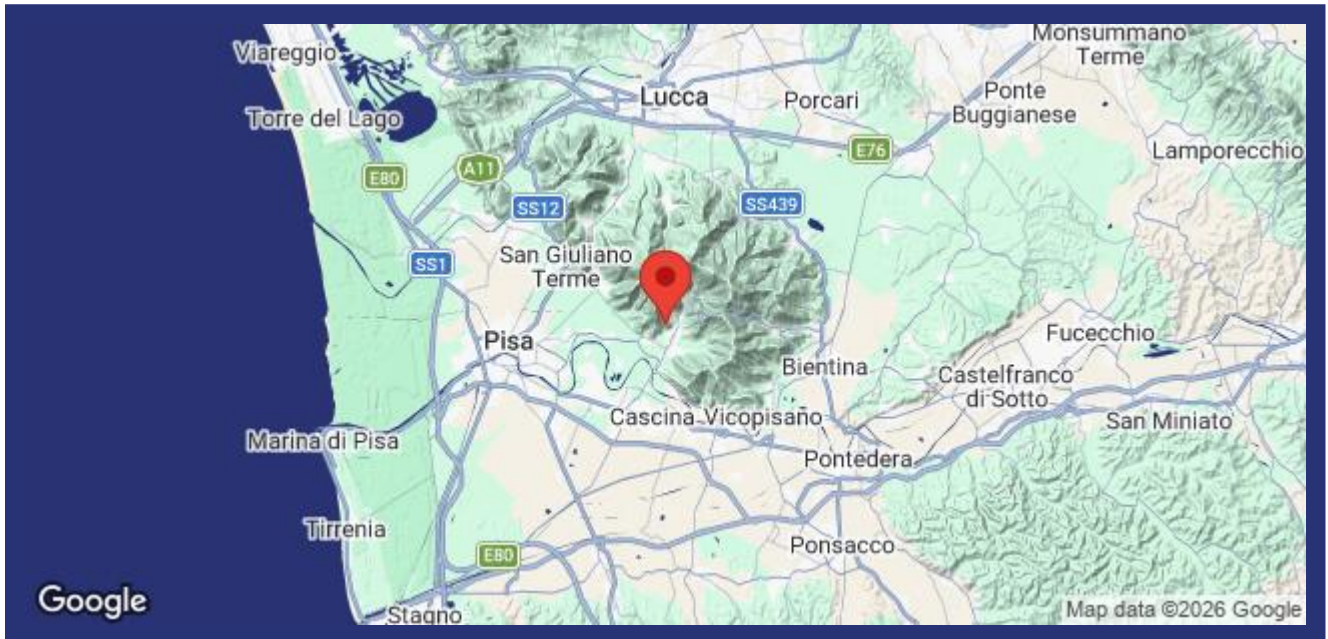 Viareggio
Monsummano
Terme
Lucca
Porcari
Ponte
Buggianese
Torre del Lago
E76
Lamporecchio
A11
E80
SS12
SS439
San Giuliano
Terme
SS1
Pisa
Fucecchio
Bientina
Castelfranco
di Sotto
Cascina
Vicopisano
San Miniato
Marina di Pisa
Pontedera
Tirrenia
Ponsacco
E80
Google
Stagno
Map data ©2026 Google